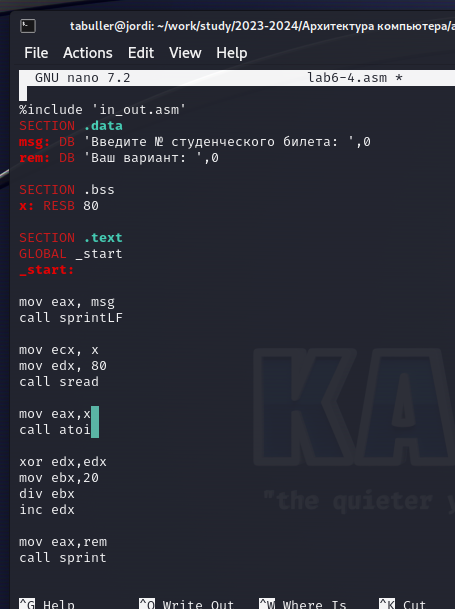 tabuller@jordi: ~/work/study/2023-2024/Архитектура компьютера/a
File Actions Edit View Help
GNU nano 7.2 lab6-4.asm *
%include 'in_out.asm'
SECTION .data
msg: DB 'Введите № студенческого билета: ',0
rem: DB 'Ваш вариант: ',0
SECTION .bss
x: RESB 80
SECTION .text
GLOBAL _start
_start:
mov eax, msg
call sprintLF
mov ecx, x
mov edx, 80
call sread
mov eax,x
call atoi
xor edx,edx
mov ebx,20
div ebx
inc edx
mov eax,rem
call sprint
KA
"the quieter y
^G Help ^O Write Out ^W Where Is ^K Cut